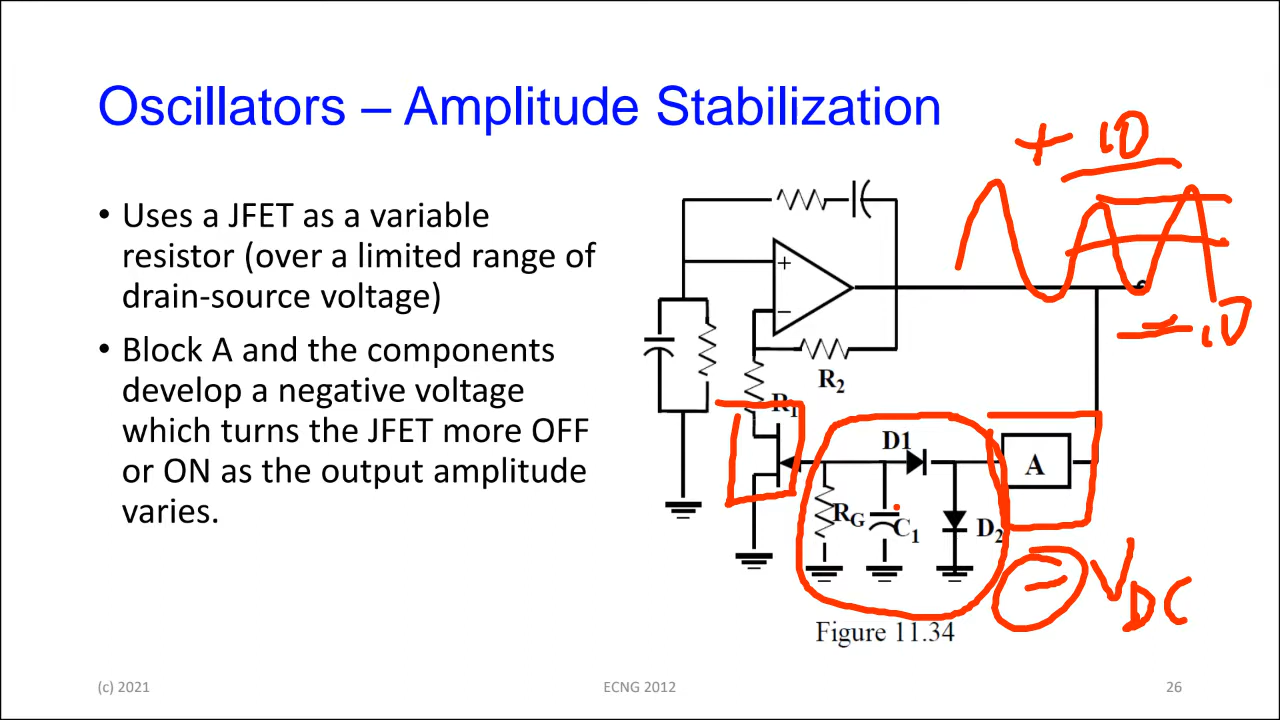 Oscillators – Amplitude Stabilization
+ 10
• Uses a JFET as a variable
resistor (over a limited range of
drain-source voltage)
• Block A and the components
develop a negative voltage
which turns the JFET more OFF
or ON as the output amplitude
varies.
+
−
-10
R2
R1
D1
A
RG
C1
D2
- VDC
Figure 11.34
(c) 2021
ECNG 2012
26